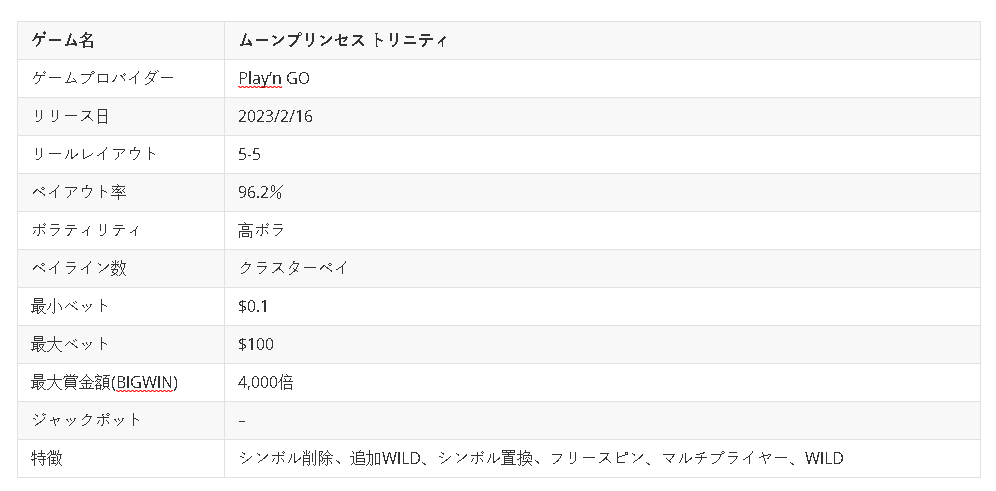 ゲーム名 ムーンプリンセス トリニティ
ゲームプロバイダー Play’n GO
リリース日 2023/2/16
リールレイアウト 5-5
ペイアウト率 96.2%
ボラティリティ 高ボラ
ペイライン数 クラスターペイ
最小ベット $0.1
最大ベット $100
最大賞金額(BIGWIN) 4,000倍
ジャックポット –
特徴 シンボル削除、追加WILD、シンボル置換、フリースピン、マルチプライヤー、WILD